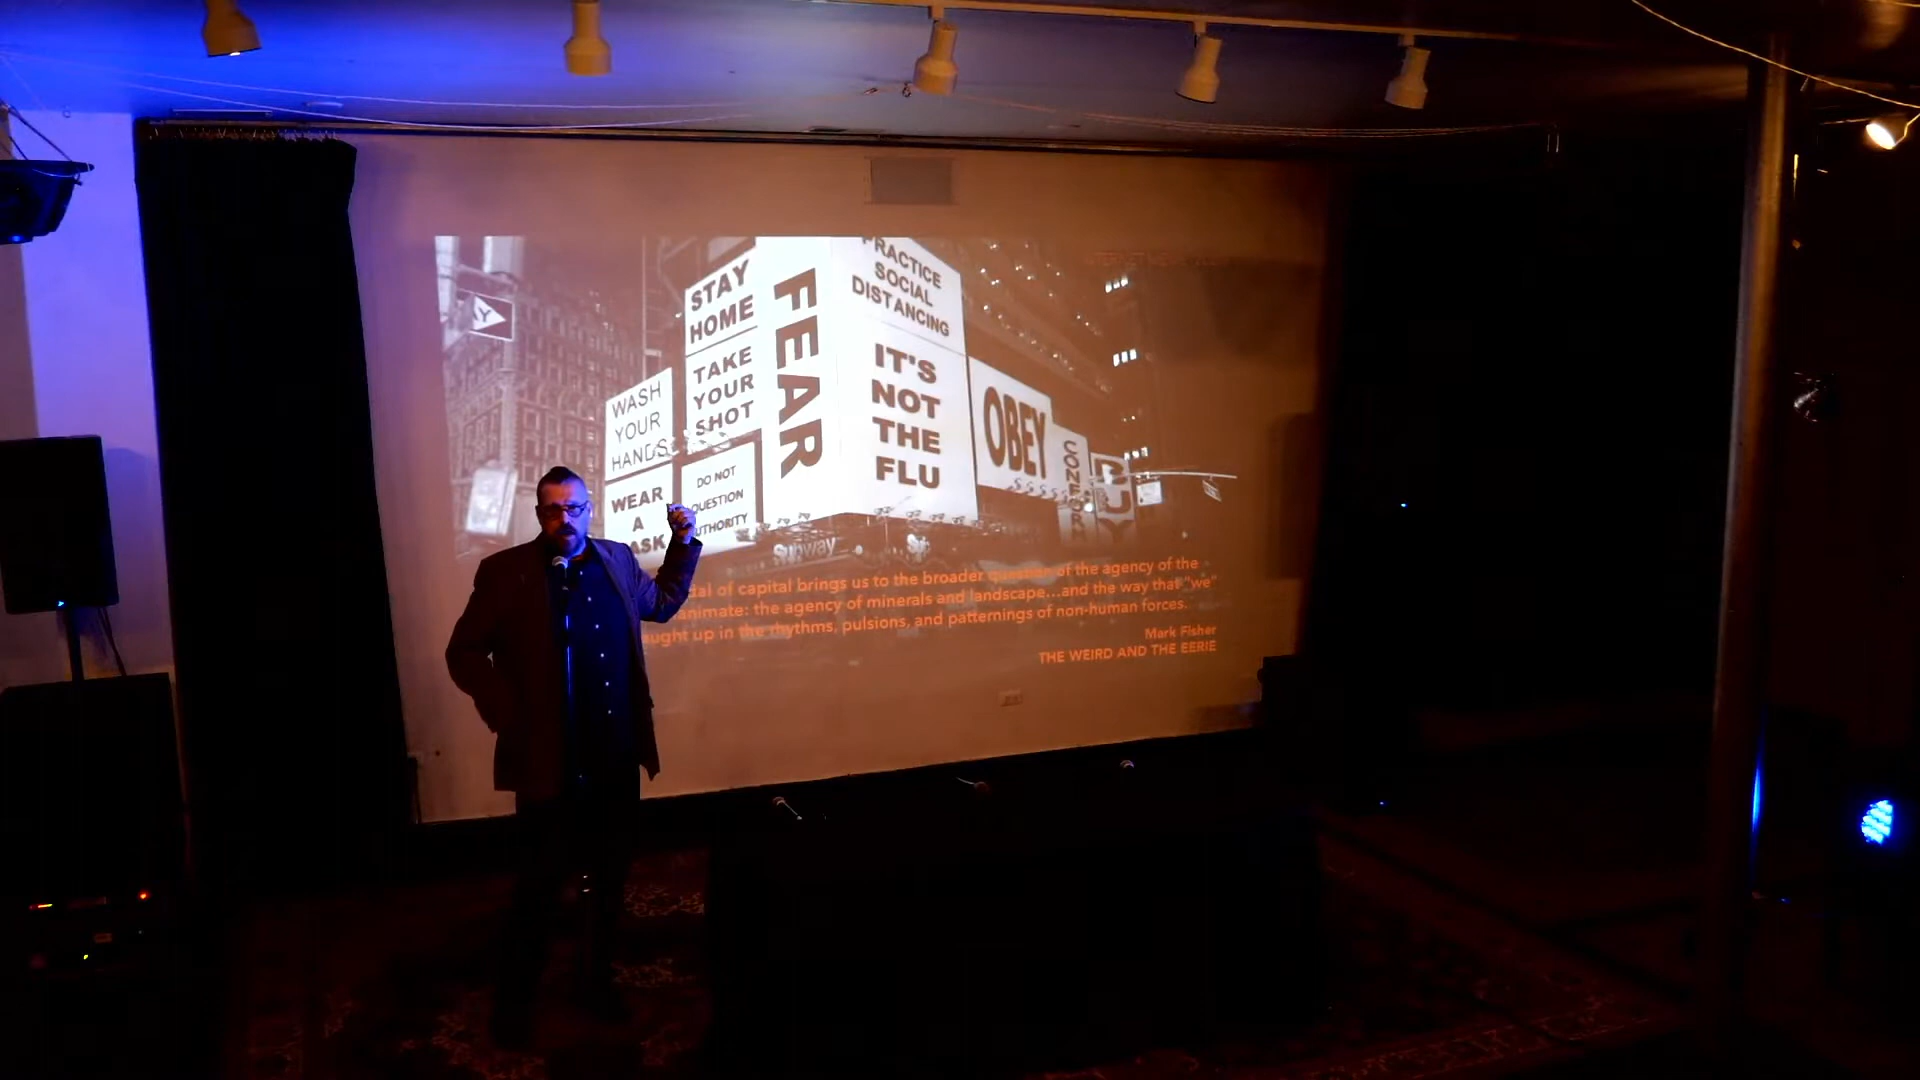 PRACTICE
SOCIAL
DISTANCING
STAY
HOME
FEAR
IT'S
NOT
THE
FLU
TAKE
YOUR
SHOT
WASH
YOUR
HANDS
OBEY
WEAR
A
DO NOT
QUESTION
Subway
of capital brings us to the broader question of the agency of the
the agency of minerals and landscape...and the way that "we"
up in the rhythms, pulsions, and patternings of non-human forces.
Mark Fisher
THE WEIRD AND THE EERIE